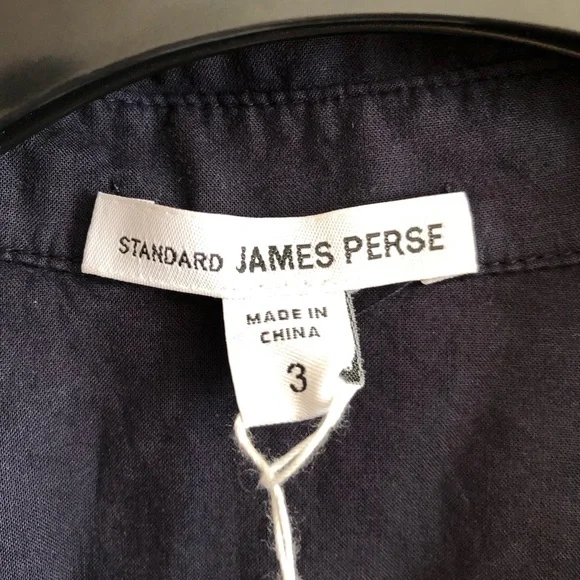 STANDARD JAMES PERSE
MADE IN
CHINA
3